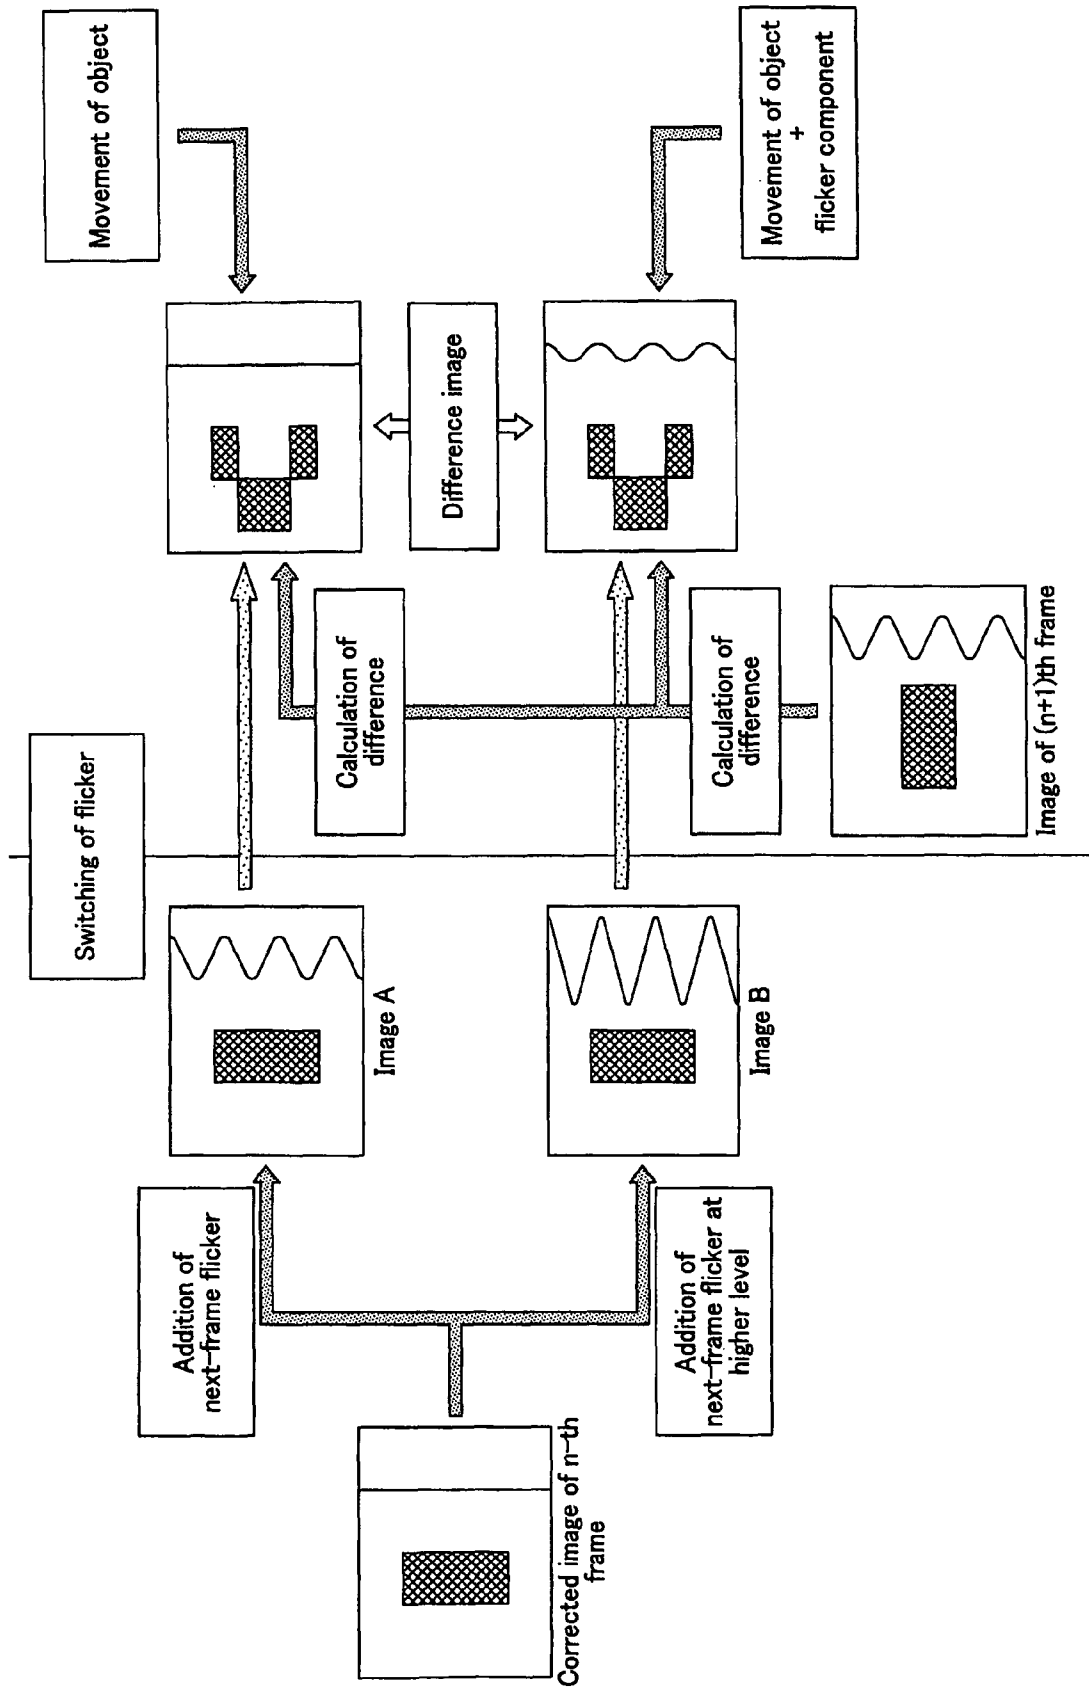 Corrected image of n-th
frame
Addition of
next-frame flicker
Addition of
next-frame flicker at
higher level
Image A
Image B
Switching of flicker
Calculation of
difference
Calculation of
difference
Image of (n+1)th frame
Difference image
Movement of object
Movement of object
+
flicker component